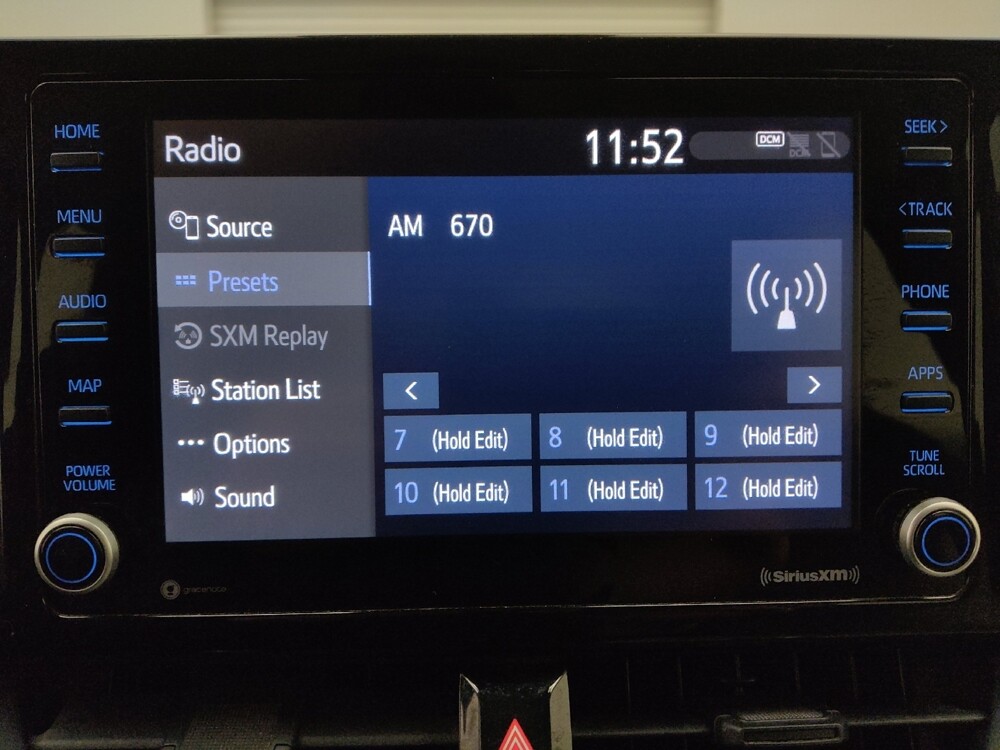 HOME
MENU
AUDIO
MAP
POWER
VOLUME
Radio
11:52
DCM
Source
Presets
SXM Replay
Station List
Options
Sound
AM 670
<
>
7 (Hold Edit)
8 (Hold Edit)
9 (Hold Edit)
10 (Hold Edit)
11 (Hold Edit)
12 (Hold Edit)
SEEK >
< TRACK
PHONE
APPS
TUNE
SCROLL
gracenote
((SiriusXM))